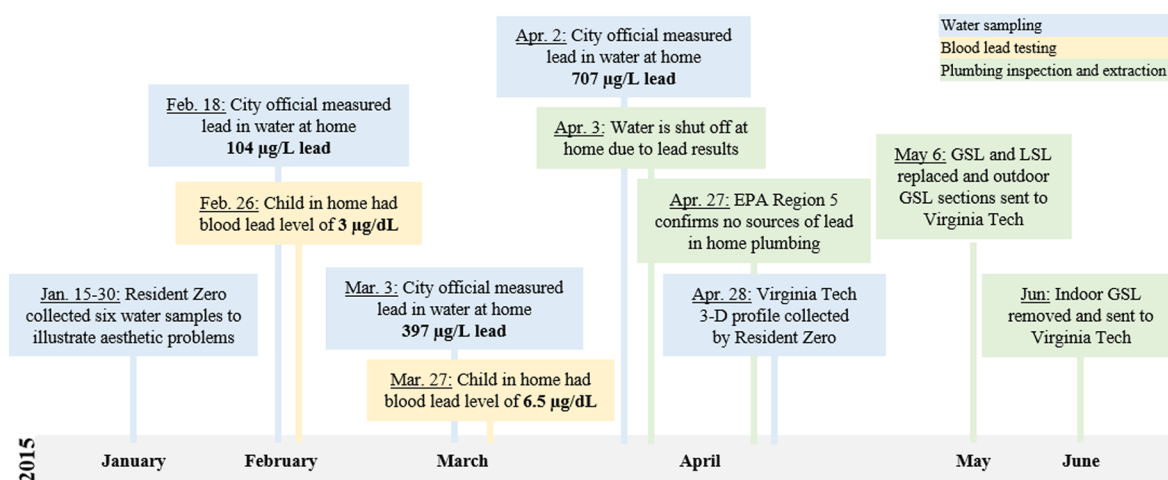 Water sampling
Blood lead testing
Plumbing inspection and extraction
Apr. 2: City official measured
lead in water at home
707 µg/L lead
Feb. 18: City official measured
lead in water at home
104 µg/L lead
Apr. 3: Water is shut off at
home due to lead results
May 6: GSL and LSL
replaced and outdoor
GSL sections sent to
Virginia Tech
Feb. 26: Child in home had
blood lead level of 3 µg/dL
Apr. 27: EPA Region 5
confirms no sources of lead
in home plumbing
Jan. 15-30: Resident Zero
collected six water samples to
illustrate aesthetic problems
Mar. 3: City official measured
lead in water at home
397 µg/L lead
Apr. 28: Virginia Tech
3-D profile collected
by Resident Zero
Jun: Indoor GSL
removed and sent to
Virginia Tech
Mar. 27: Child in home had
blood lead level of 6.5 µg/dL
2015
January February March April May June